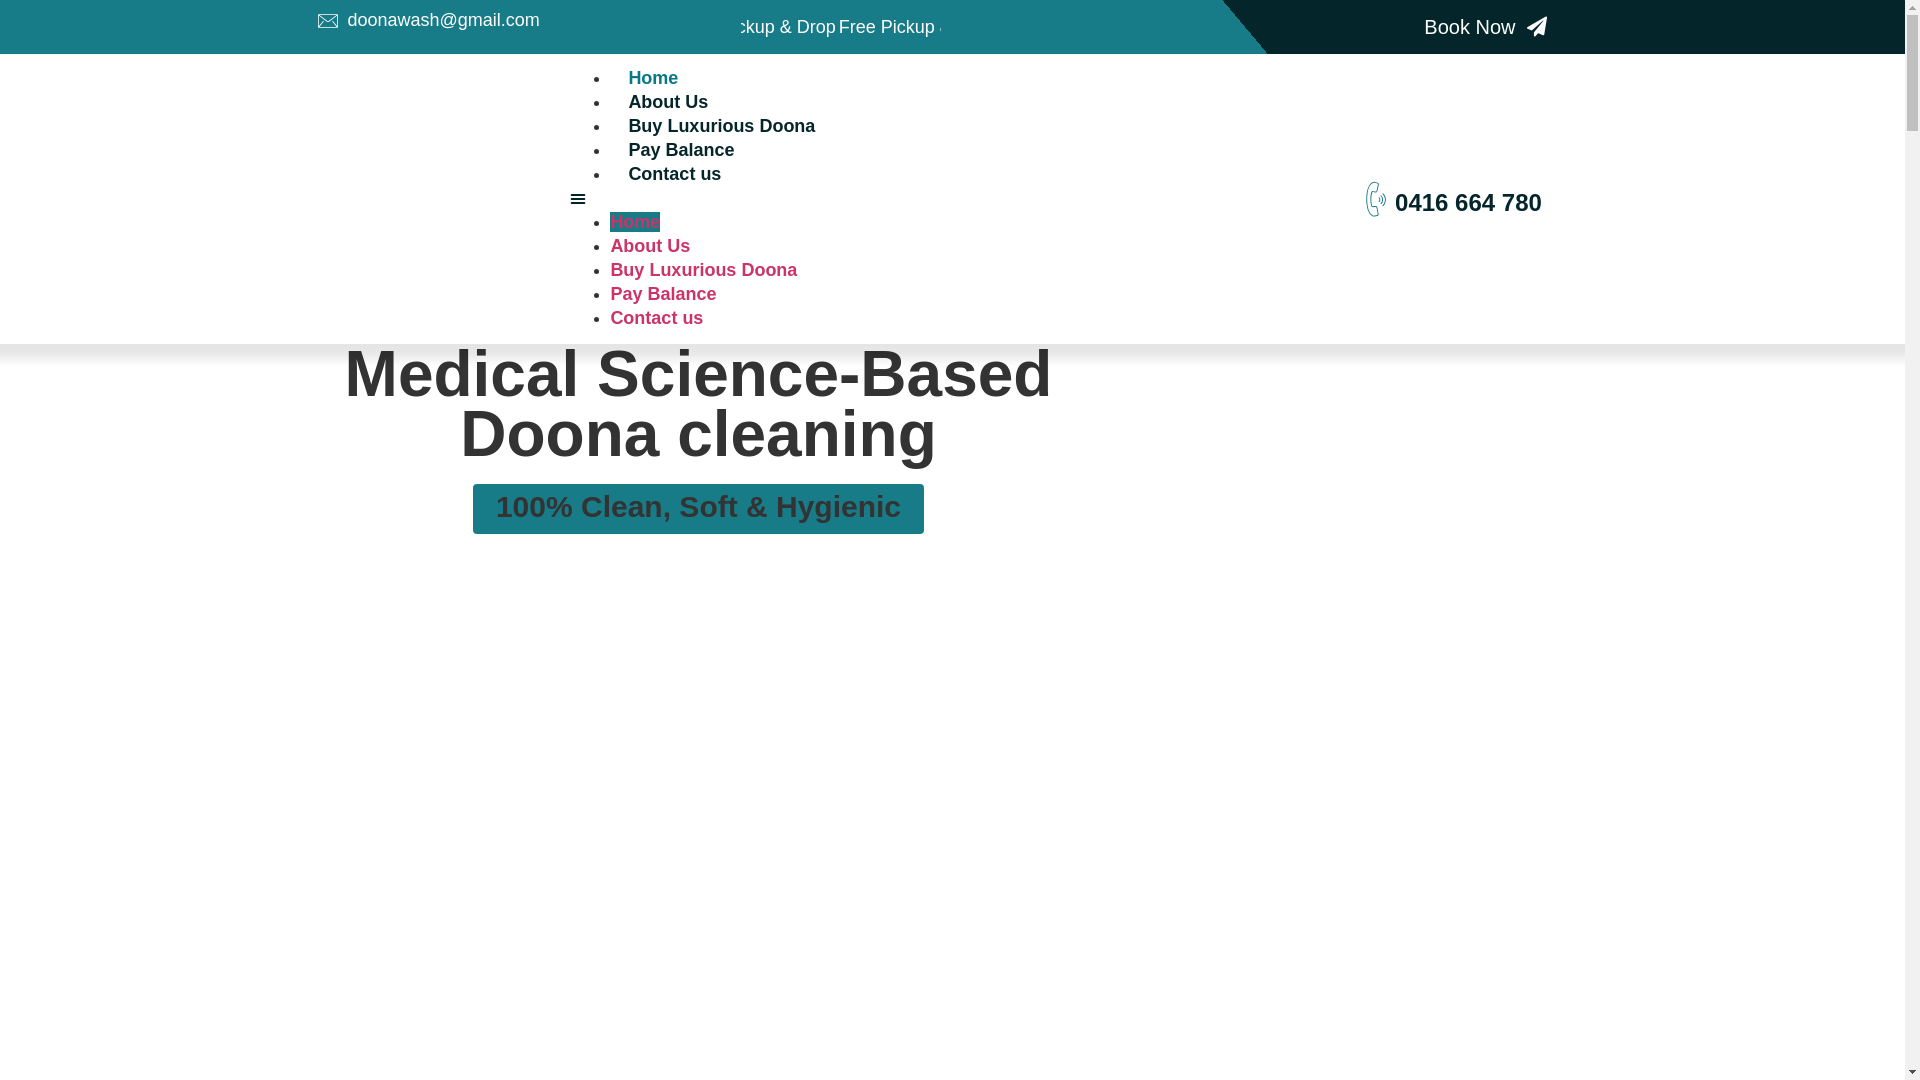 doonawash@gmail.com
ckup & Drop Free Pickup
Book Now
Home
About Us
Buy Luxurious Doona
Pay Balance
Contact us
0416 664 780
Home
About Us
Buy Luxurious Doona
Pay Balance
Contact us
Medical Science-Based
Doona cleaning
100% Clean, Soft & Hygienic